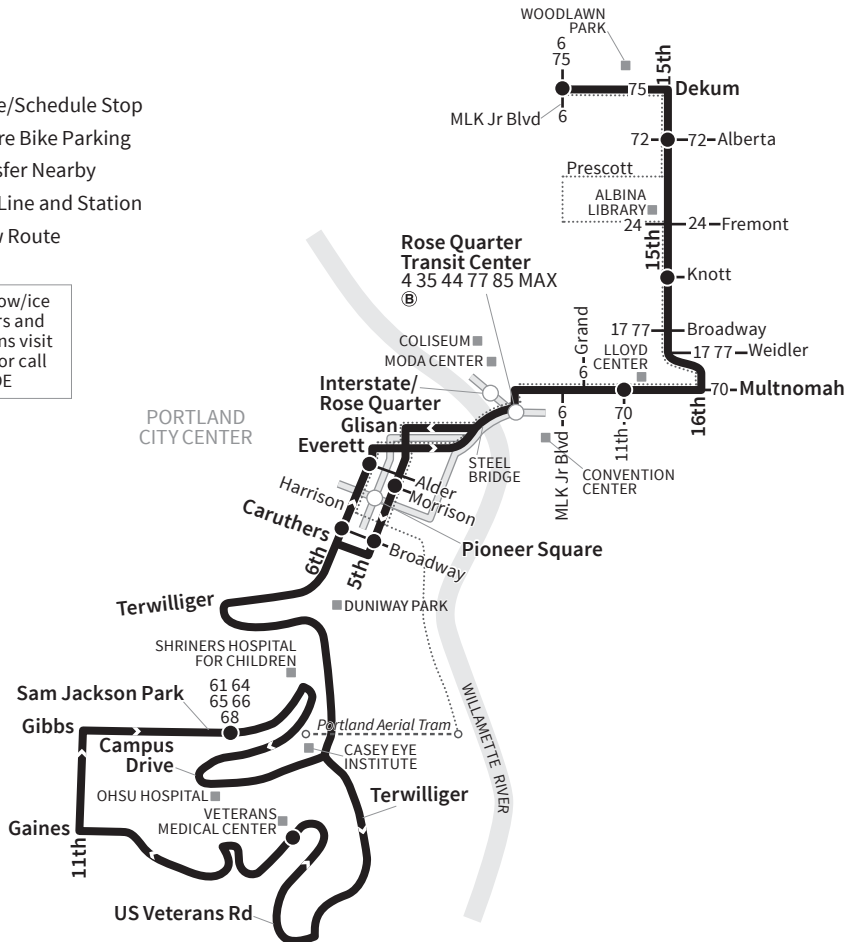 WOODLAWN
PARK
6
75
15th
75
Dekum
MLK Jr Blvd
6
e/Schedule Stop
re Bike Parking
sfer Nearby
Line and Station
w Route
72
72
Alberta
Prescott
ALBINA
LIBRARY
24
24
Fremont
15th
Rose Quarter
Transit Center
4 35 44 77 85 MAX
B
Knott
ow/ice
rs and
ns visit
or call
DE
COLISEUM
MODA CENTER
Grand
6
17 77
Broadway
LLOYD
CENTER
17 77
Weidler
Interstate/
Rose Quarter
70
Multnomah
16th
6
MLK Jr Blvd
70
11th
PORTLAND
CITY CENTER
Glisan
Everett
STEEL
BRIDGE
CONVENTION
CENTER
Harrison
Alder
Morrison
Caruthers
Pioneer Square
Broadway
6th
5th
Terwilliger
DUNIWAY PARK
SHRINERS HOSPITAL
FOR CHILDREN
Sam Jackson Park
61 64
65 66
68
Gibbs
Portland Aerial Tram
Campus
Drive
CASEY EYE
INSTITUTE
WILLAMETTE RIVER
OHSU HOSPITAL
Terwilliger
VETERANS
MEDICAL CENTER
Gaines
11th
US Veterans Rd